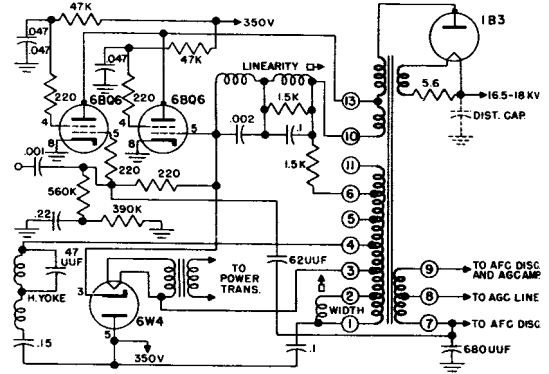 47K
350V
1B3
.047
.047
.047
47K
LINEARITY
220
6BQ6
220
6BQ6
1.5K
5.6
16.5-18 KV
13
DIST. CAP.
4
5
4
5
.002
.1
10
8
8
1.5K
11
.001
220
220
6
560K
5
390K
.22
4
62UUF
47
UUF
TO
POWER
TRANS.
3
9
TO AFC DISC.
AND AGC AMP.
H.YOKE
3
2
8
TO AGC LINE
6W4
WIDTH
1
7
TO AFC DISC.
5
.15
350V
.1
680UUF